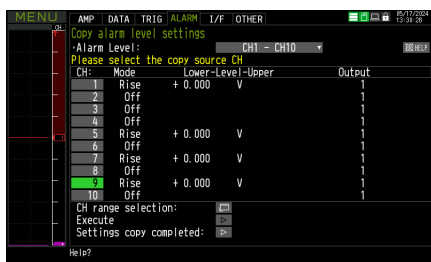 MENU AMP DATA TRIG ALARM I/F OTHER 05/17/2024 13:38:28
CH
Copy alarm level settings
·Alarm Level: CH1 - CH10
Please select the copy source CH
CH: Mode Lower-Level-Upper Output
1 Rise + 0.000 V 1
2 Off 1
3 Off 1
4 Off 1
5 Rise + 0.000 V 1
6 Off 1
7 Rise + 0.000 V 1
8 Off 1
9 Rise + 0.000 V 1
10 Off 1
CH range selection:
Execute
Settings copy completed:
Help?